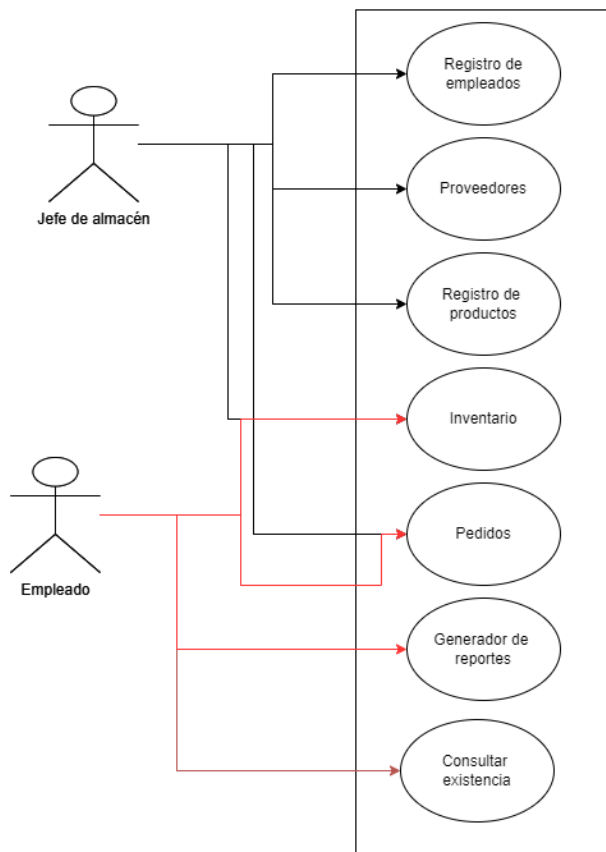 Registro de
empleados
Jefe de almacén
Proveedores
Registro de
productos
Inventario
Empleado
Pedidos
Generador de
reportes
Consultar
existencia